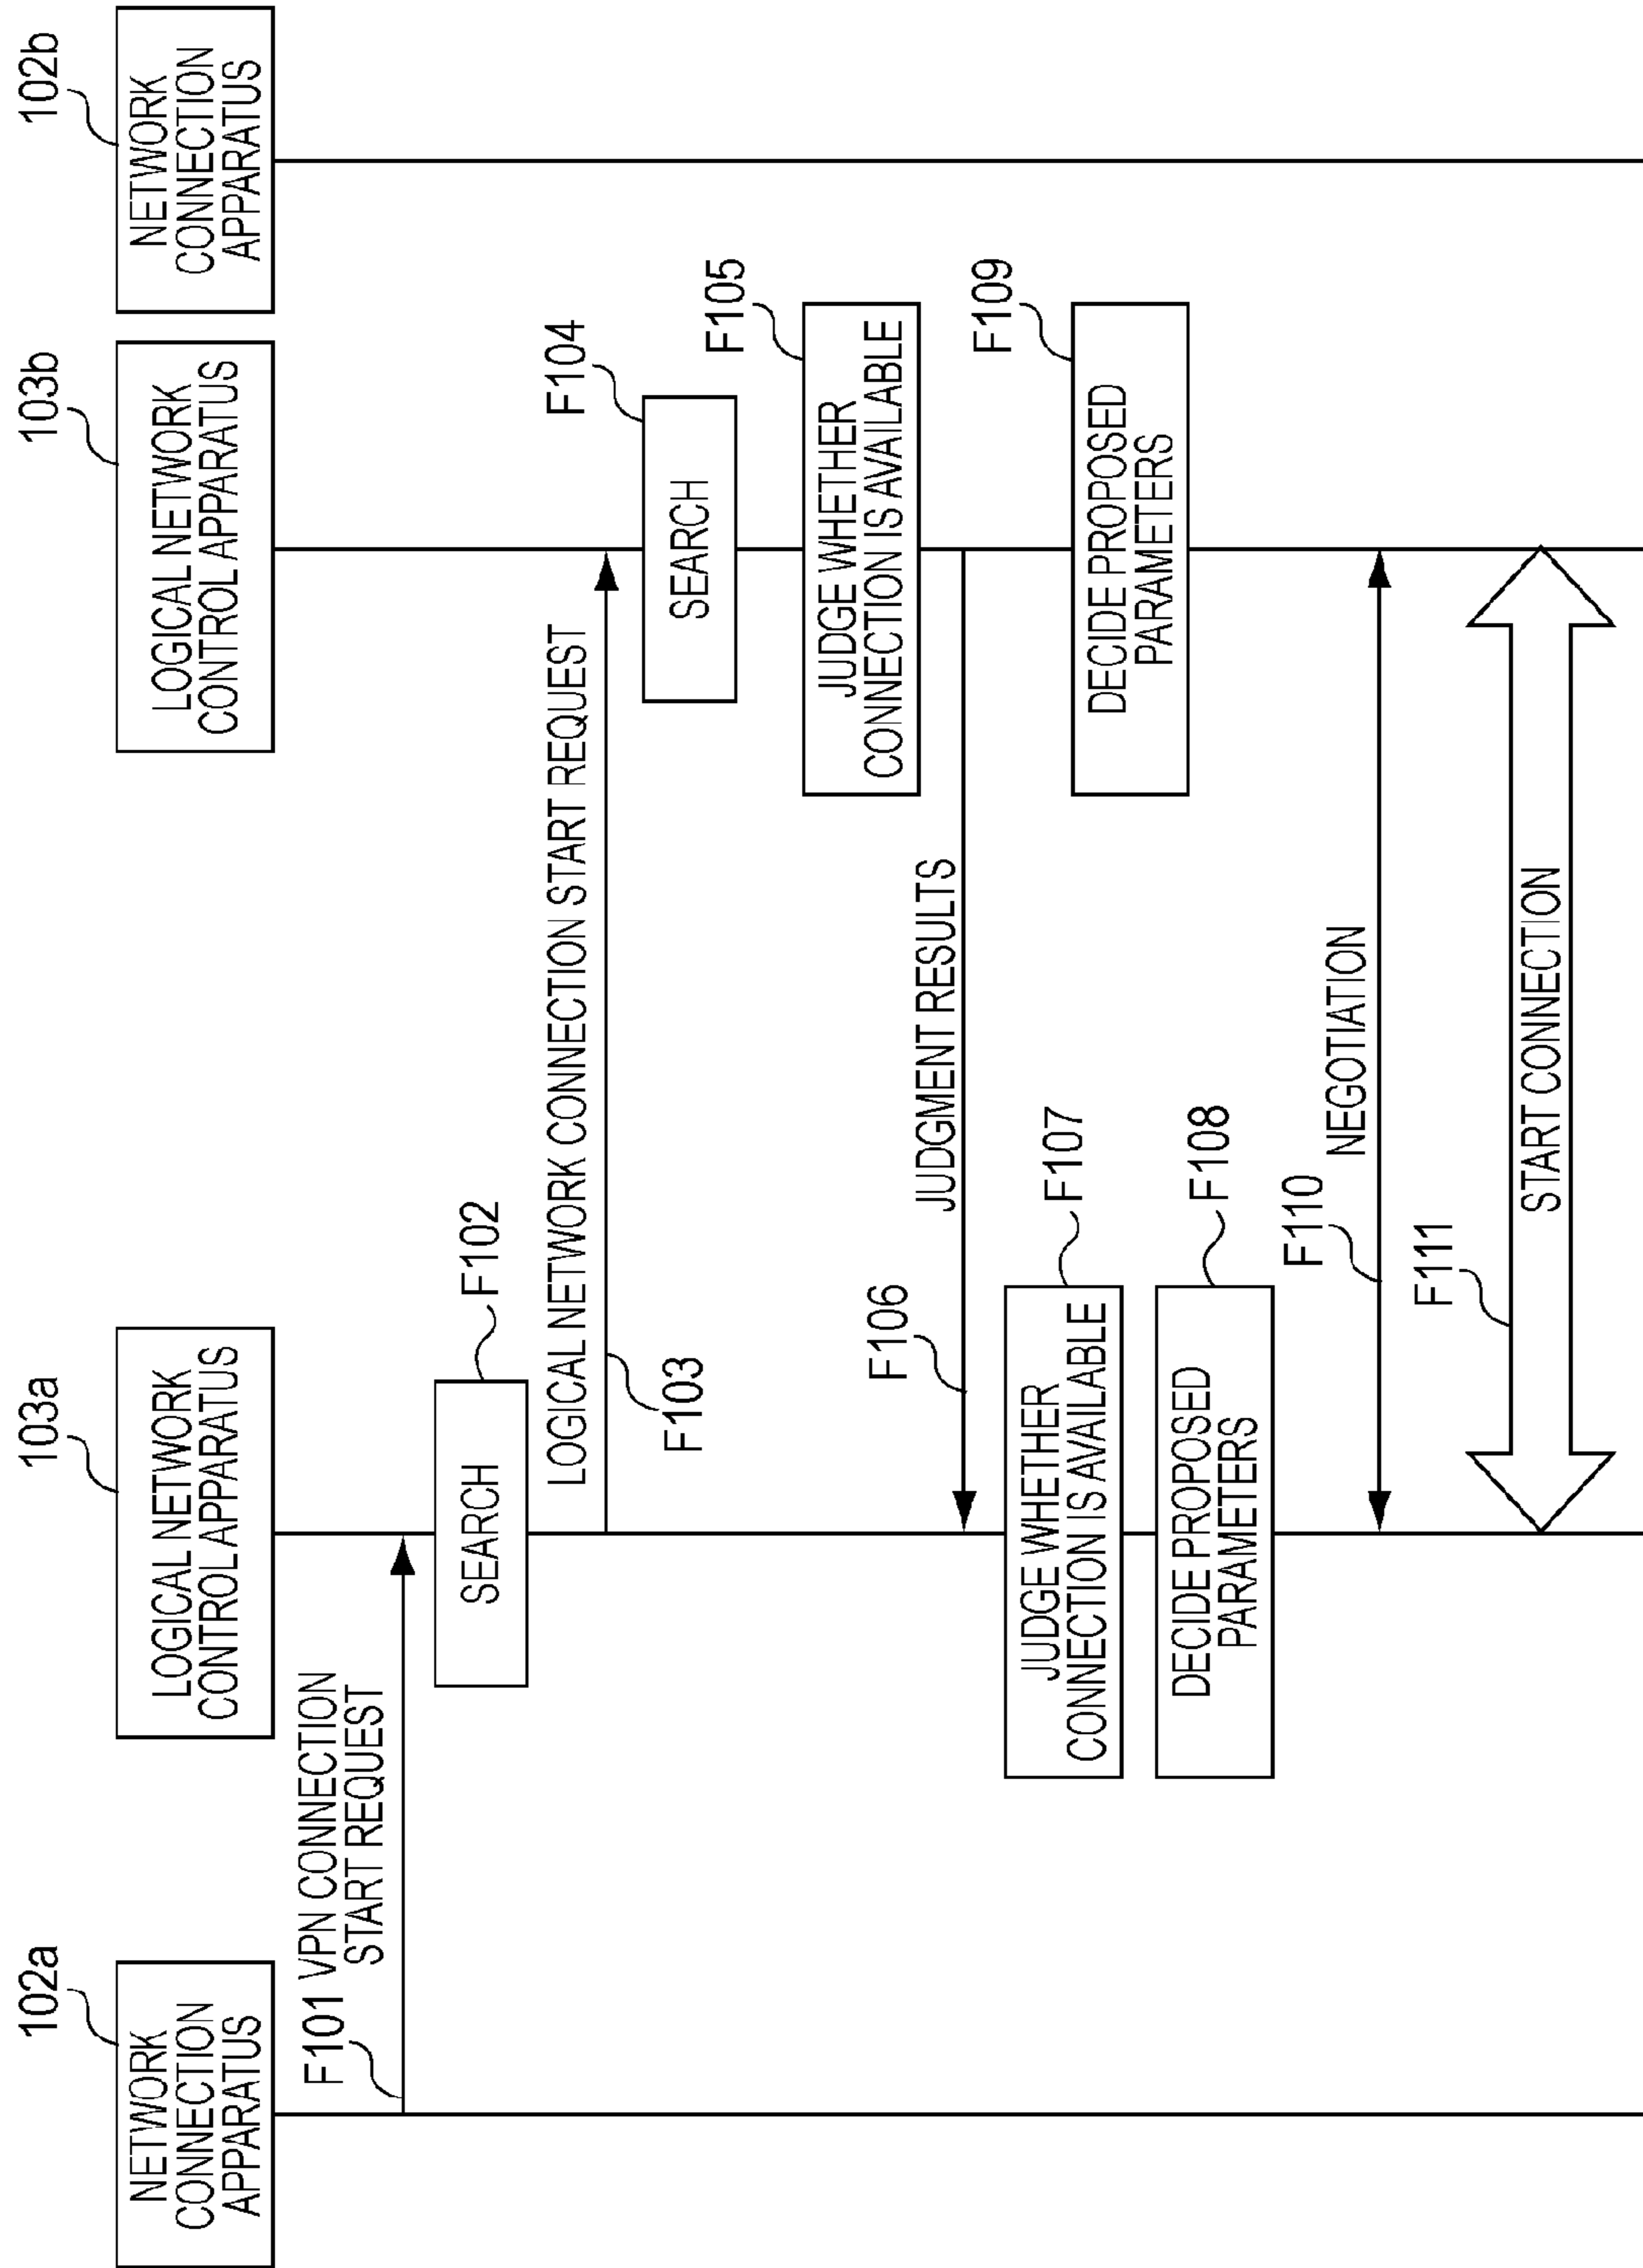 102a
NETWORK
CONNECTION
APPARATUS
103a
LOGICAL NETWORK
CONTROL APPARATUS
103b
LOGICAL NETWORK
CONTROL APPARATUS
102b
NETWORK
CONNECTION
APPARATUS
F101
VPN CONNECTION
START REQUEST
SEARCH
F102
LOGICAL NETWORK CONNECTION START REQUEST
F103
F104
SEARCH
F105
JUDGE WHETHER
CONNECTION IS AVAILABLE
JUDGMENT RESULTS
F106
JUDGE WHETHER
CONNECTION IS AVAILABLE
F107
DECIDE PROPOSED
PARAMETERS
F108
F109
DECIDE PROPOSED
PARAMETERS
F110
NEGOTIATION
F111
START CONNECTION